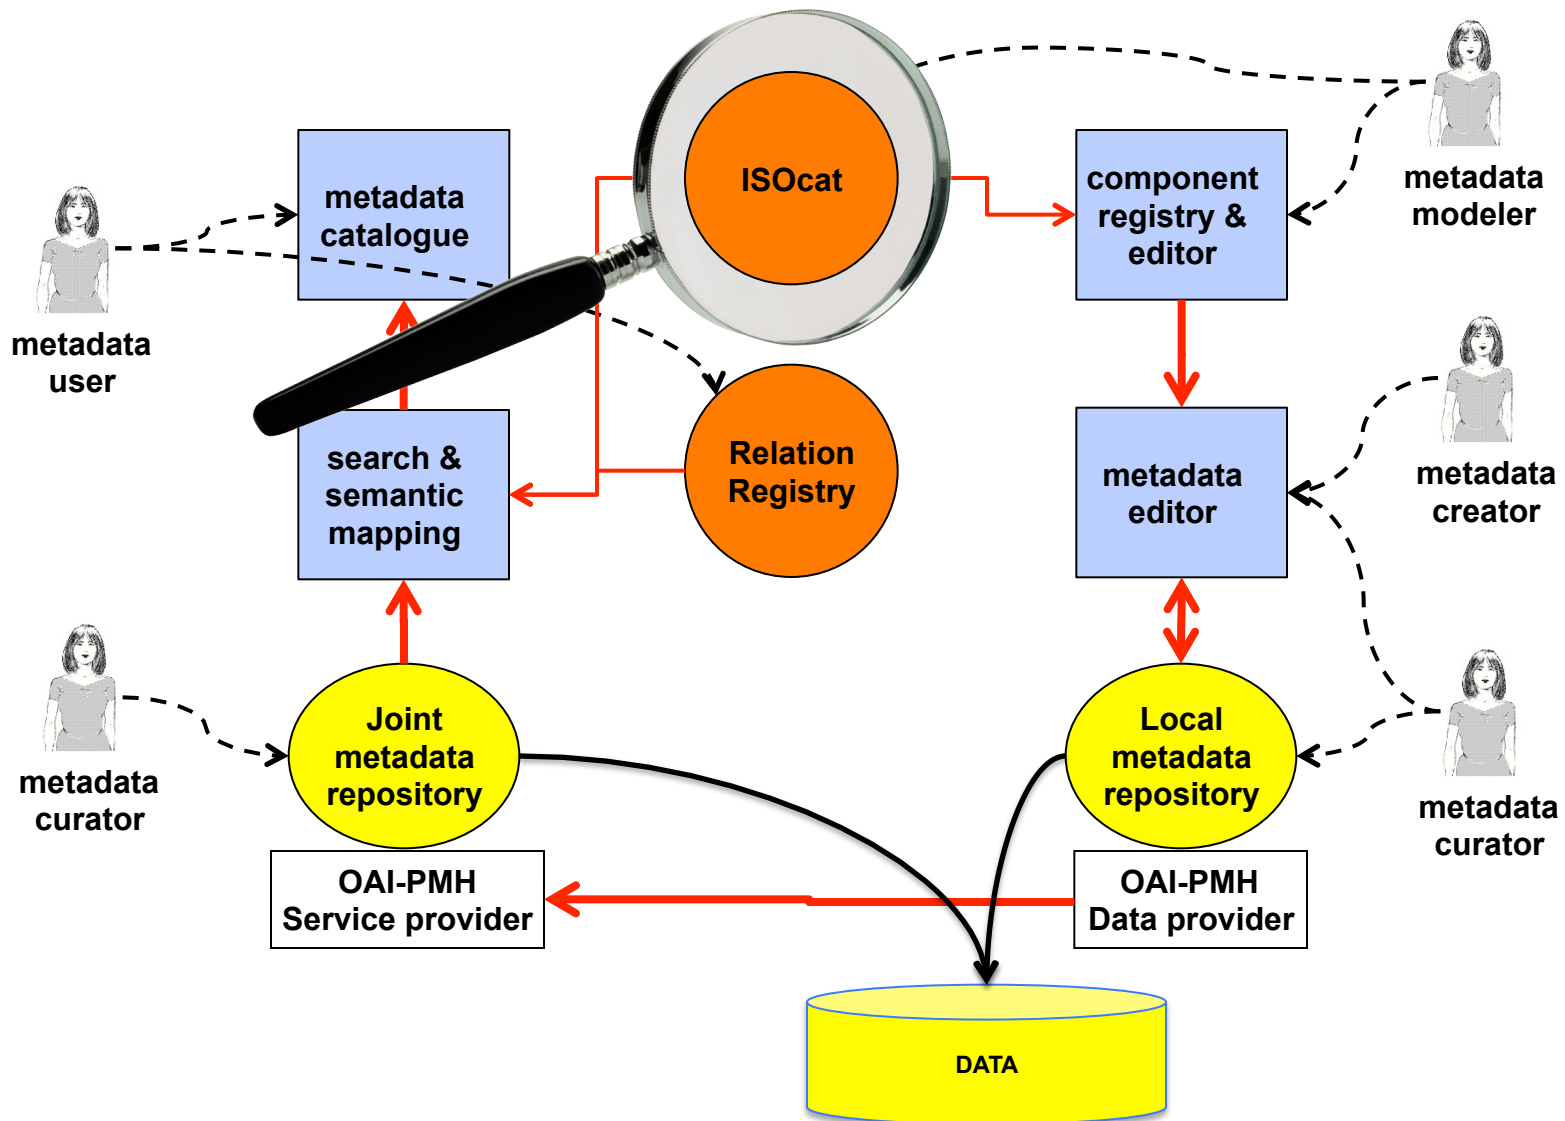 ISOcat
metadata
catalogue
component
registry &
editor
metadata
modeler
metadata
user
search &
semantic
mapping
Relation
Registry
metadata
editor
metadata
creator
Joint
metadata
repository
Local
metadata
repository
metadata
curator
metadata
curator
OAI-PMH
Service provider
OAI-PMH
Data provider
DATA